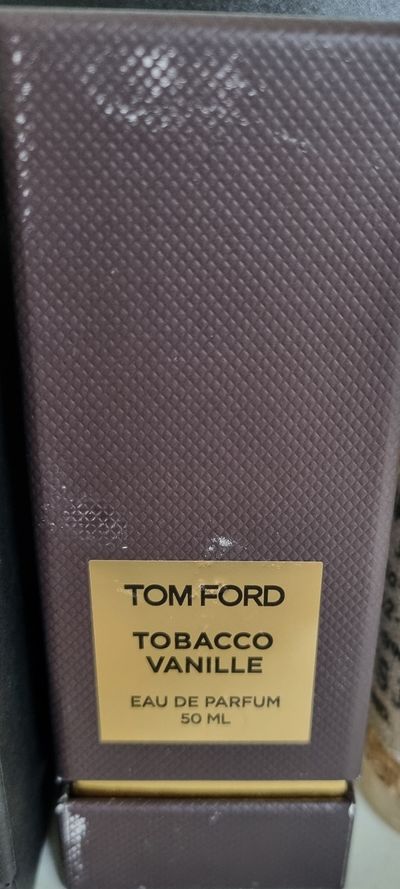 TOM FORD
TOBACCO
VANILLE
EAU DE PARFUM
50 ML